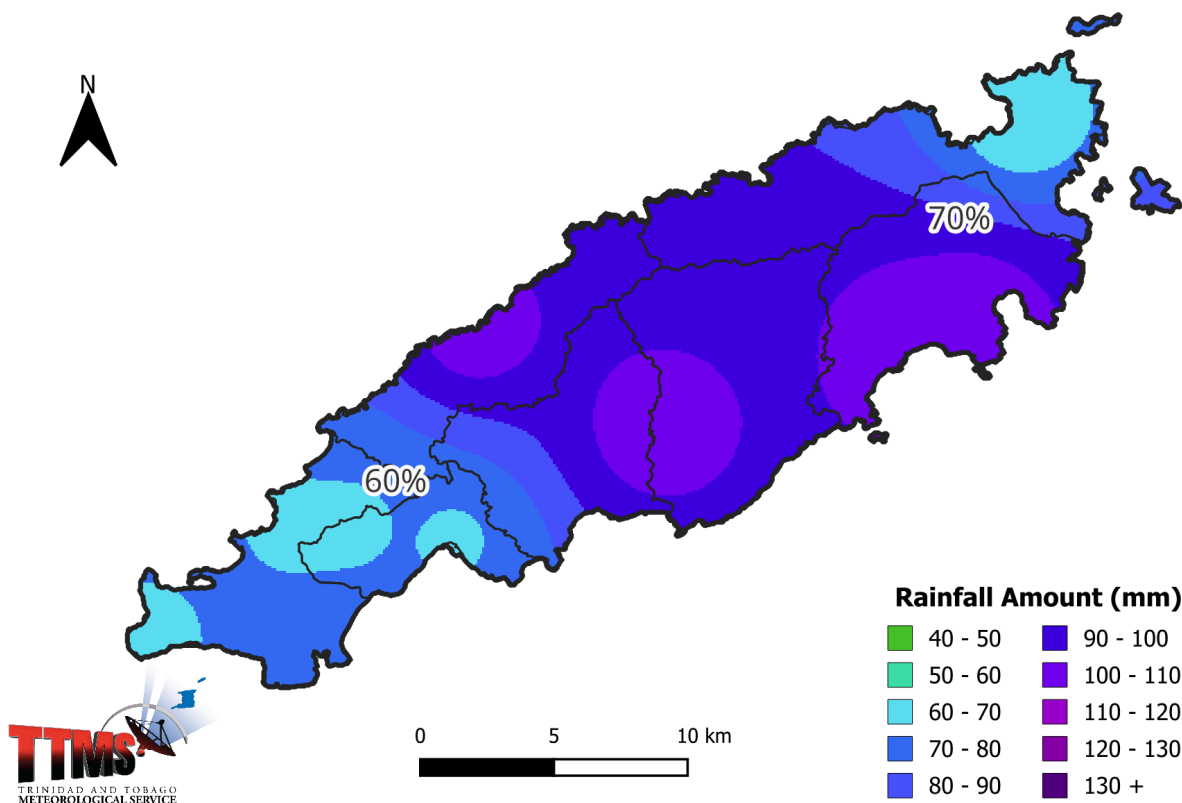 N
70%
60%
Rainfall Amount (mm)
40 - 50
50 - 60
60 - 70
70 - 80
80 - 90
90 - 100
100 - 110
110 - 120
120 - 130
130 +
0 5 10 km
TTMS
TRINIDAD AND TOBAGO
METEOROLOGICAL SERVICE